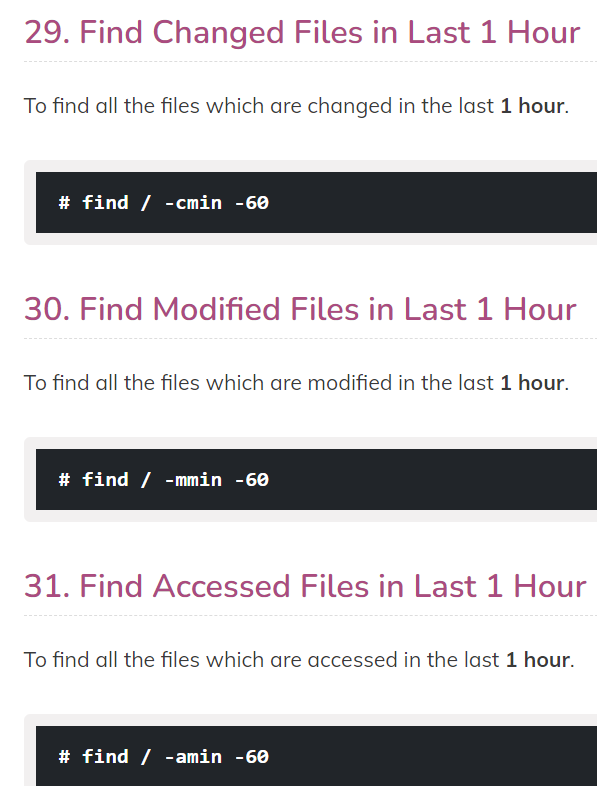 29. Find Changed Files in Last 1 Hour
To find all the files which are changed in the last 1 hour.
# find / -cmin -60
30. Find Modified Files in Last 1 Hour
To find all the files which are modified in the last 1 hour.
# find / -mmin -60
31. Find Accessed Files in Last 1 Hour
To find all the files which are accessed in the last 1 hour.
# find / -amin -60